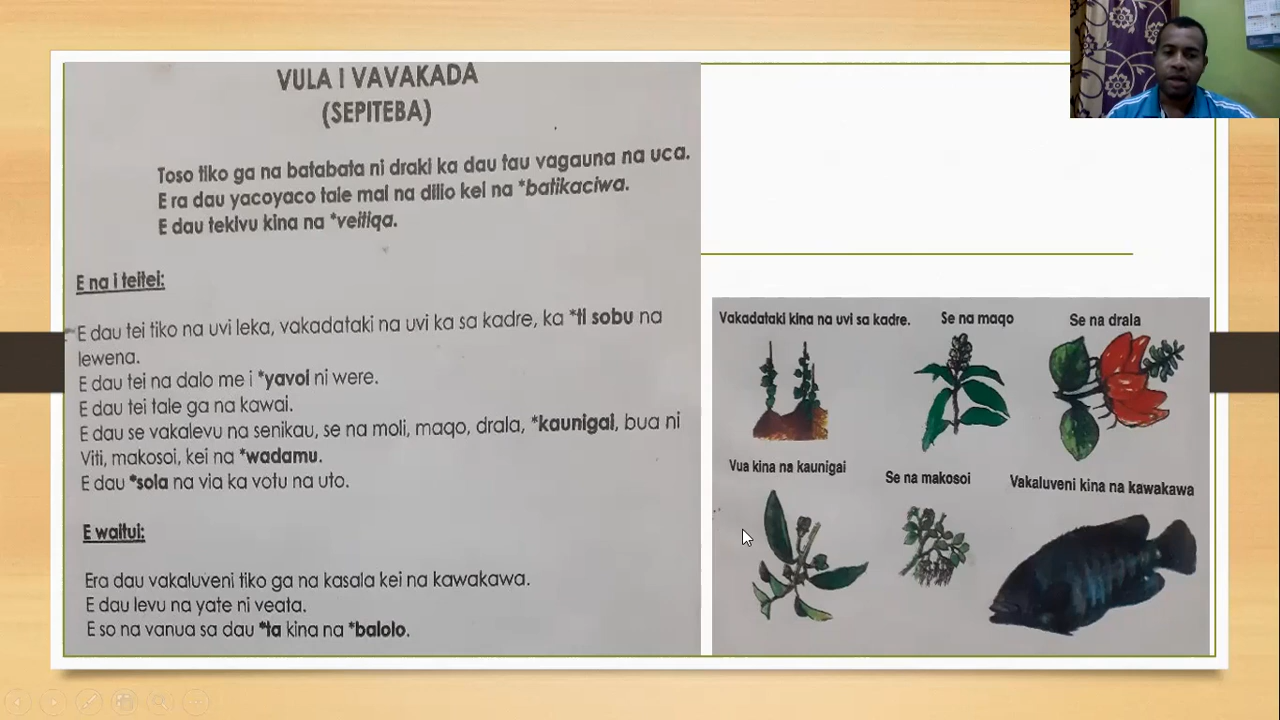 VULA I VAVAKADA
(SEPITEBA)
Toso tiko ga na batabata ni draki ka dau tau vagauna na uca.
E ra dau yacoyaco tale mai na dilio kei na *batikaciwa.
E dau tekivu kina na *veitiqa.
E na i teitei:
E dau tei tiko na uvi leka, vakadataki na uvi ka sa kadre, ka *ti sobu na
lewena.
E dau tei na dalo me i *yavoi ni were.
E dau tei tale ga na kawai.
E dau se vakalevu na senikau, se na moli, maqo, drala, *kaunigai, bua ni
Viti, makosoi, kei na *wadamu.
E dau *sola na via ka votu na uto.
E waitui:
Era dau vakaluveni tiko ga na kasala kei na kawakawa.
E dau levu na yate ni veata.
E so na vanua sa dau *ta kina na *balolo.
Vakadataki kina na uvi sa kadre.
Se na maqo
Se na drala
Vua kina na kaunigai
Se na makosoi
Vakaluveni kina na kawakawa